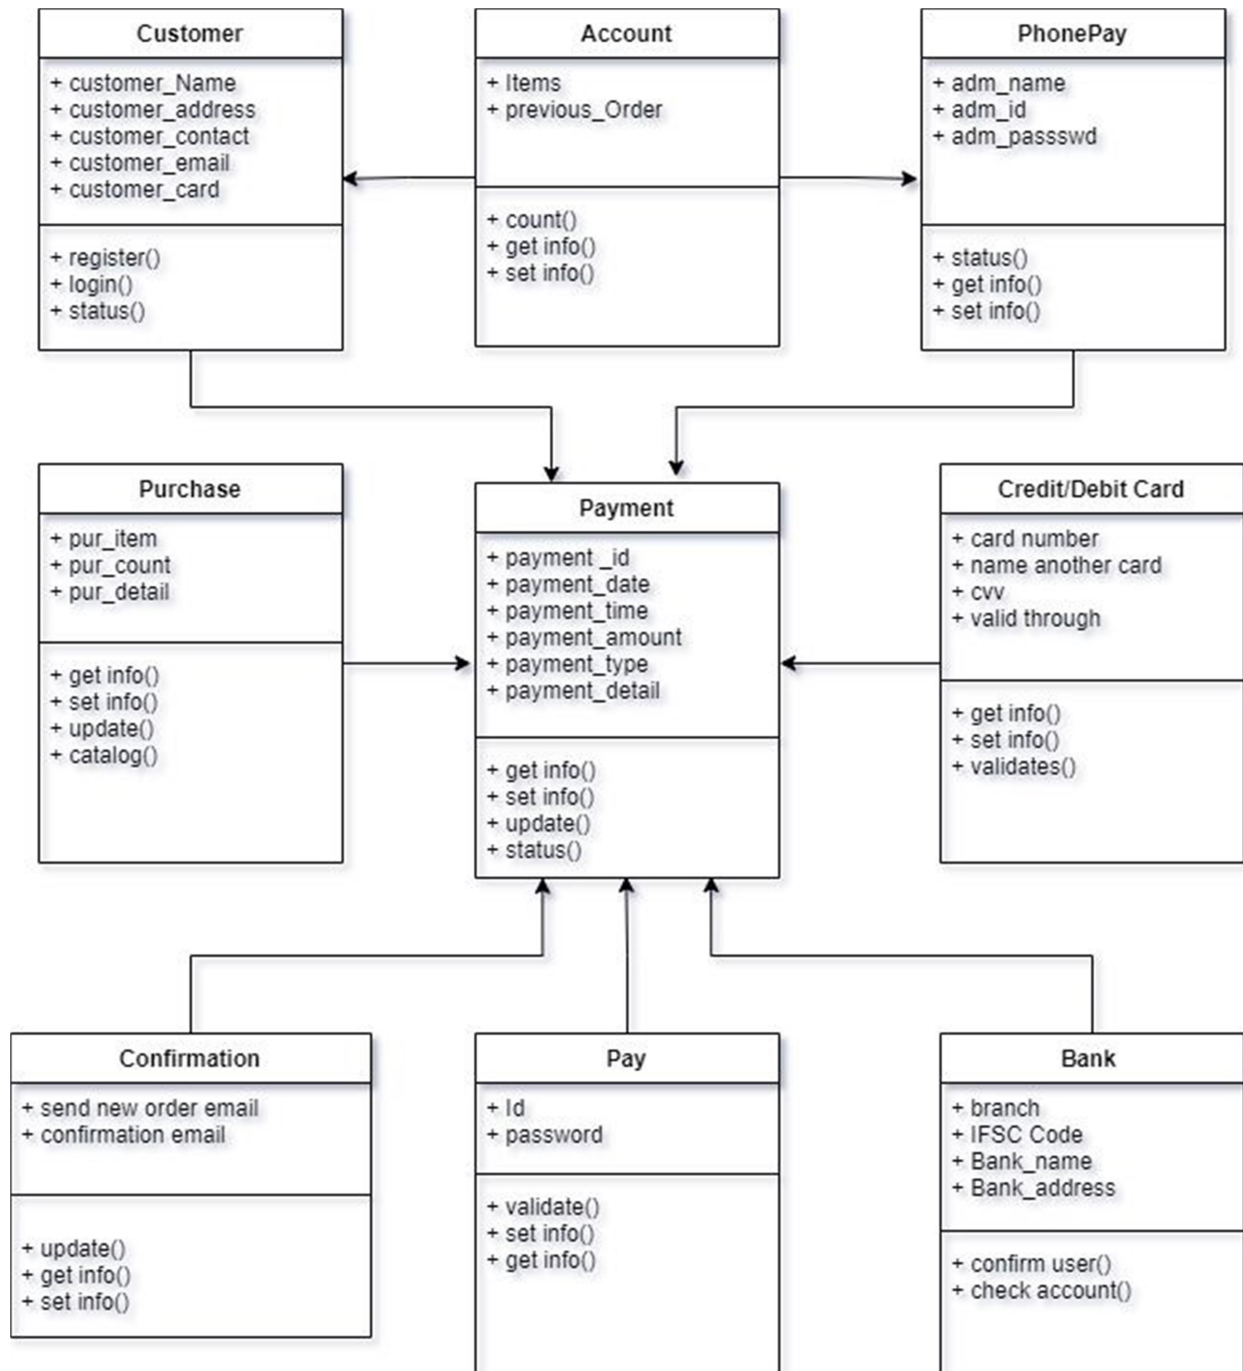 Customer
+ customer_Name
+ customer_address
+ customer_contact
+ customer_email
+ customer_card
+ register()
+ login()
+ status()
Account
+ Items
+ previous_Order
+ count()
+ get info()
+ set info()
PhonePay
+ adm_name
+ adm_id
+ adm_passswd
+ status()
+ get info()
+ set info()
Purchase
+ pur_item
+ pur_count
+ pur_detail
+ get info()
+ set info()
+ update()
+ catalog()
Payment
+ payment _id
+ payment_date
+ payment_time
+ payment_amount
+ payment_type
+ payment_detail
+ get info()
+ set info()
+ update()
+ status()
Credit/Debit Card
+ card number
+ name another card
+ cvv
+ valid through
+ get info()
+ set info()
+ validates()
Confirmation
+ send new order email
+ confirmation email
+ update()
+ get info()
+ set info()
Pay
+ Id
+ password
+ validate()
+ set info()
+ get info()
Bank
+ branch
+ IFSC Code
+ Bank_name
+ Bank_address
+ confirm user()
+ check account()